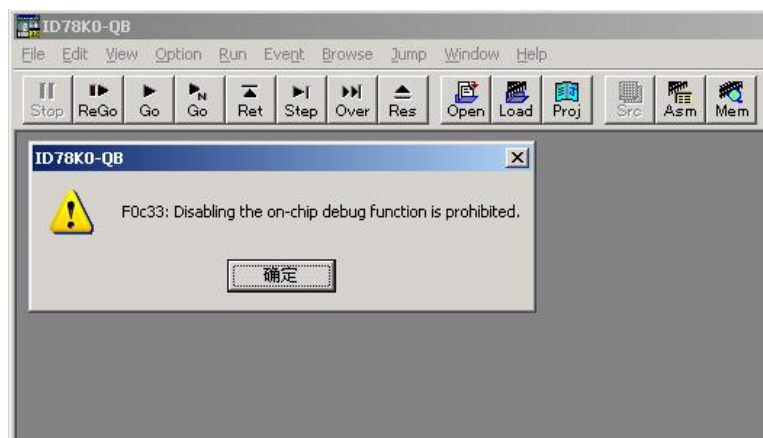 ID78K0-QB
File Edit View Option Run Event Browse Jump Window Help
Stop ReGo Go Go Ret Step Over Res Open Load Proj Src Asm Mem
ID78K0-QB
F0c33: Disabling the on-chip debug function is prohibited.
确定